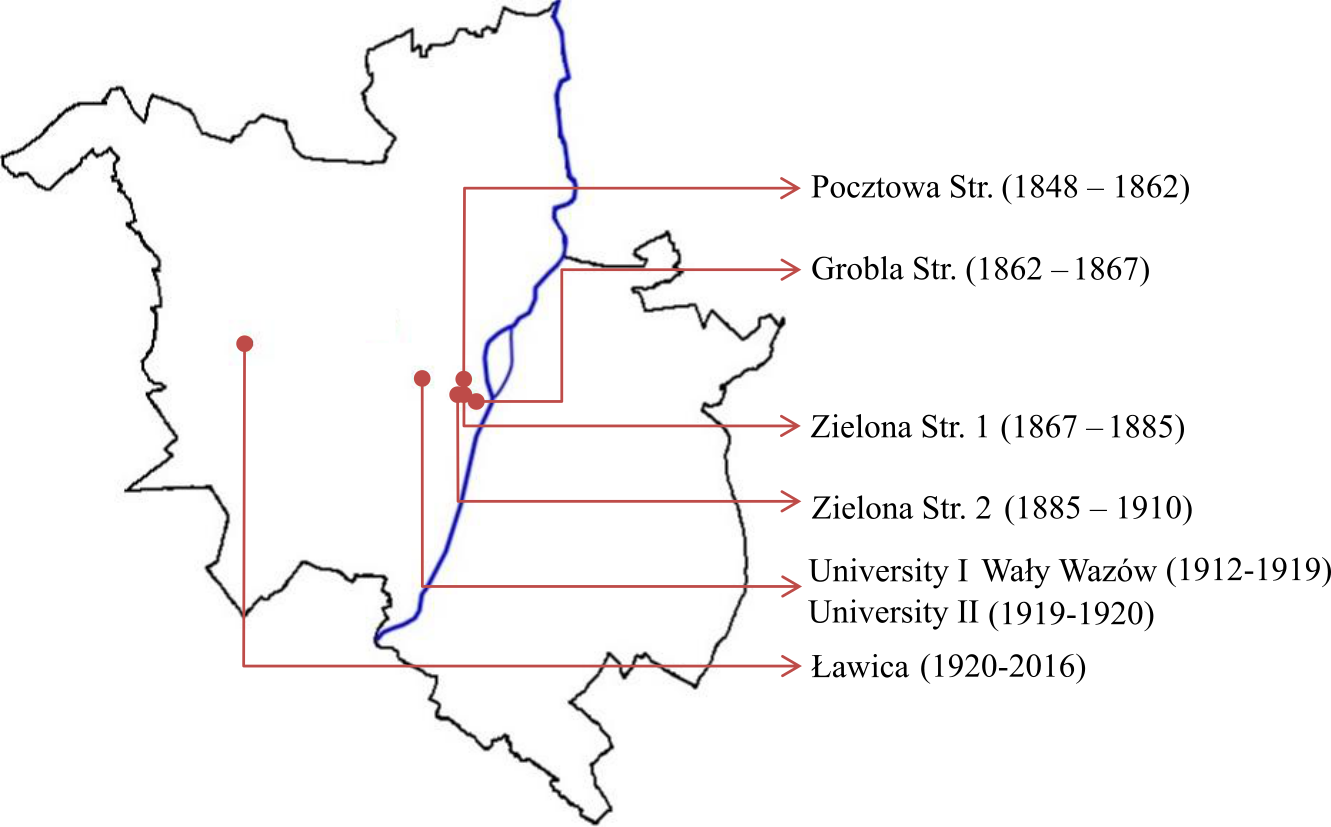 Pocztowa Str. (1848 – 1862)
Grobla Str. (1862 – 1867)
Zielona Str. 1 (1867 – 1885)
Zielona Str. 2 (1885 – 1910)
University I Wały Wazów (1912-1919)
University II (1919-1920)
Ławica (1920-2016)